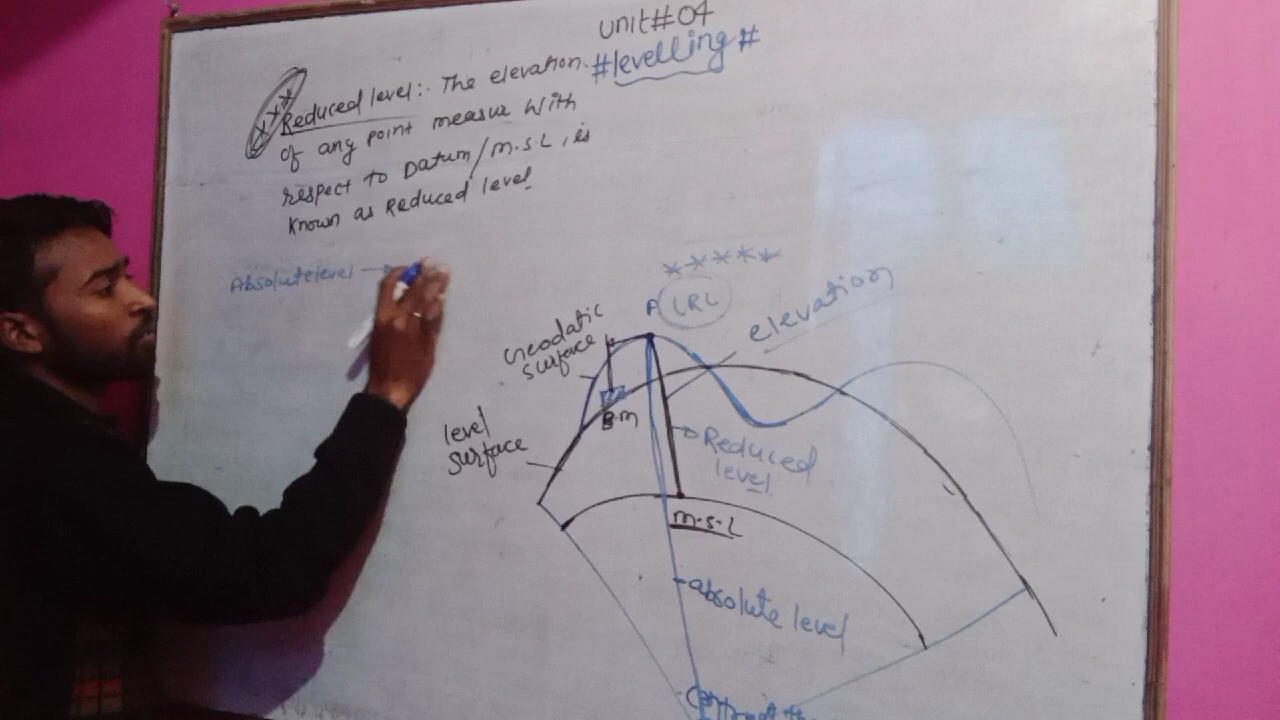 unit#04
#levelling#
Reduced level:- The elevation
of any point measure with
respect to Datum/m.s.L, is
known as Reduced level
Absolute level →
A (RL)
elevation
Geodatic
surface
B.M
level
surface
Reduced
level
m.s.L
absolute level